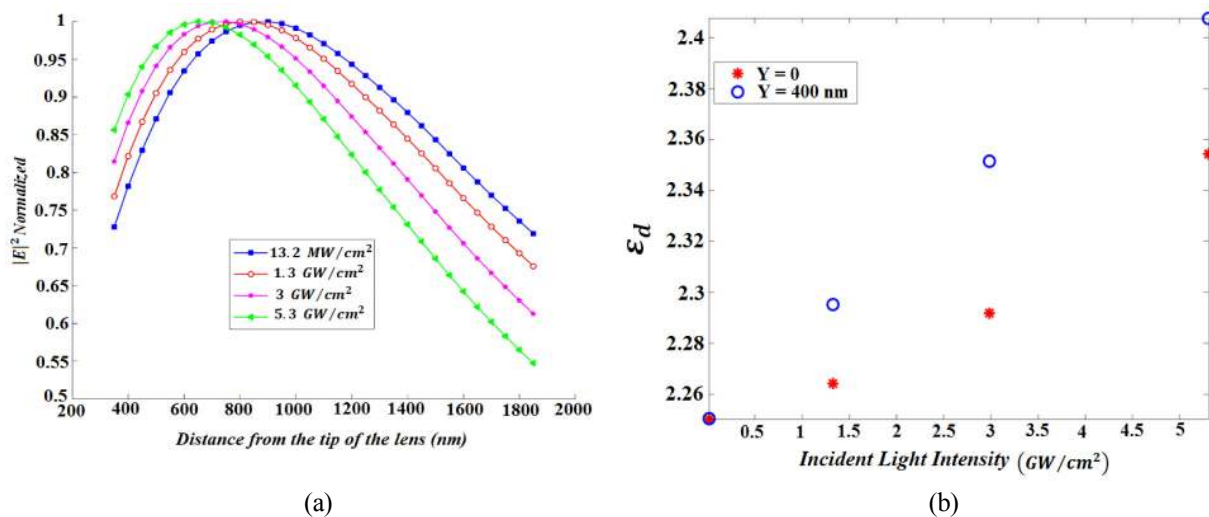 1
0.95
0.9
0.85
0.8
0.75
0.7
0.65
0.6
0.55
0.5
|E|² Normalized
13.2 MW/cm²
1.3 GW/cm²
3 GW/cm²
5.3 GW/cm²
200 400 600 800 1000 1200 1400 1600 1800 2000
Distance from the tip of the lens (nm)
(a)
2.4
2.38
2.36
2.34
2.32
2.3
2.28
2.26
εd
Y = 0
Y = 400 nm
0.5 1 1.5 2 2.5 3 3.5 4 4.5 5
Incident Light Intensity (GW/cm²)
(b)